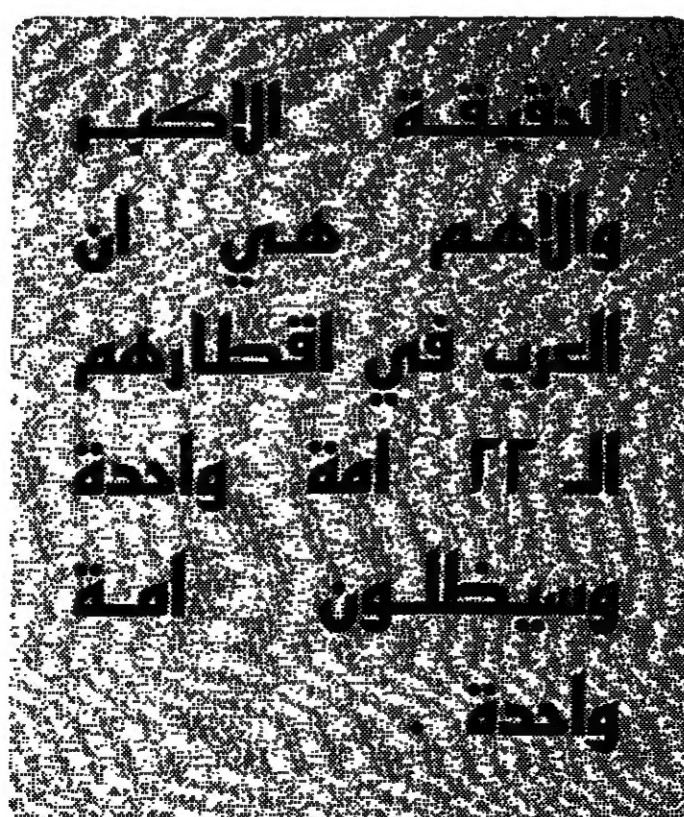 الحقيقة الاكبر
والاهم هي ان
العرب في اقطارهم
الـ ٢٢ امة واحدة
وسيظلون امة
واحدة .